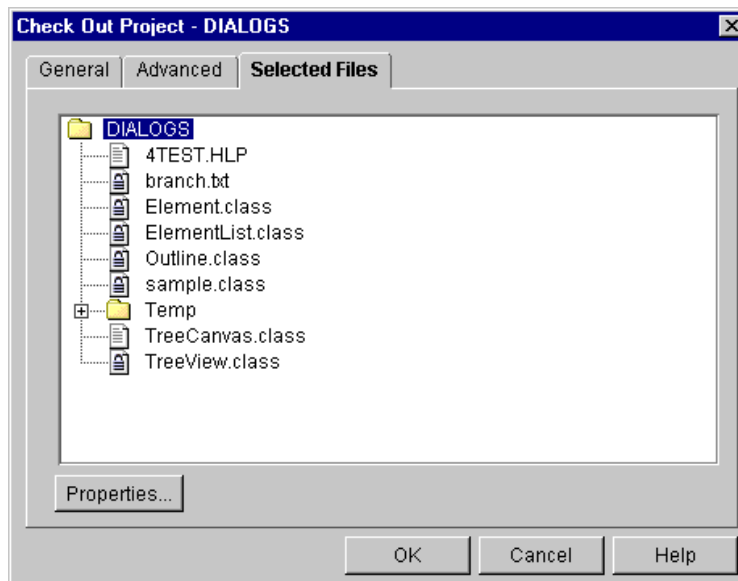 Check Out Project - DIALOGS
General Advanced Selected Files
DIALOGS
4TEST.HLP
branch.txt
Element.class
ElementList.class
Outline.class
sample.class
Temp
TreeCanvas.class
TreeView.class
Properties...
OK Cancel Help